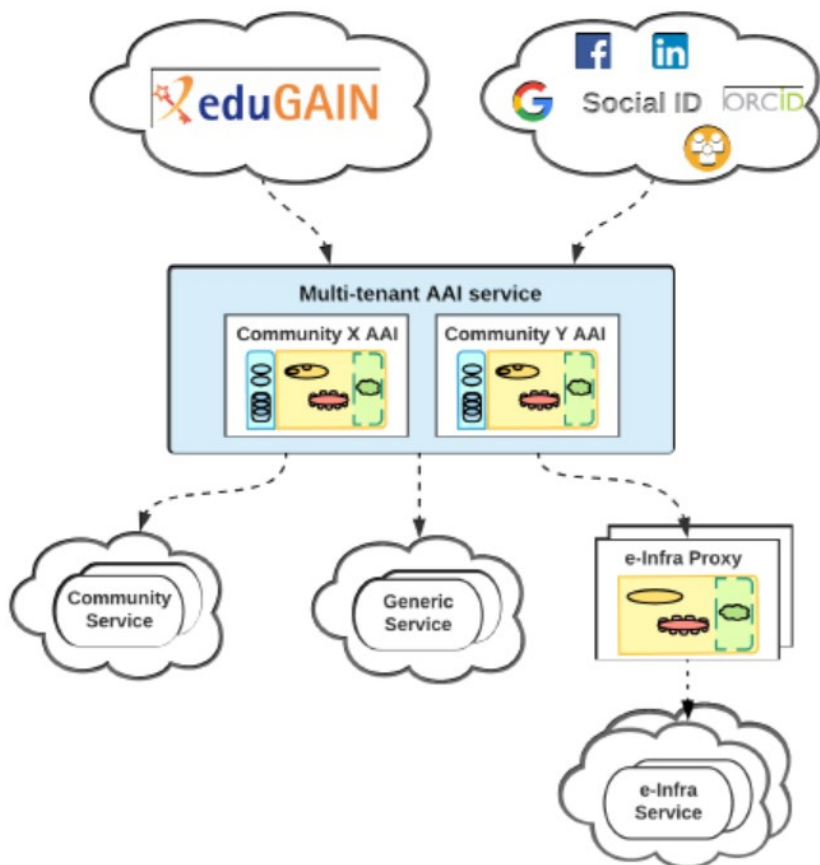 eduGAIN
Social ID
ORCID
Multi-tenant AAI service
Community X AAI
Community Y AAI
Community
Service
Generic
Service
e-Infra Proxy
e-Infra
Service